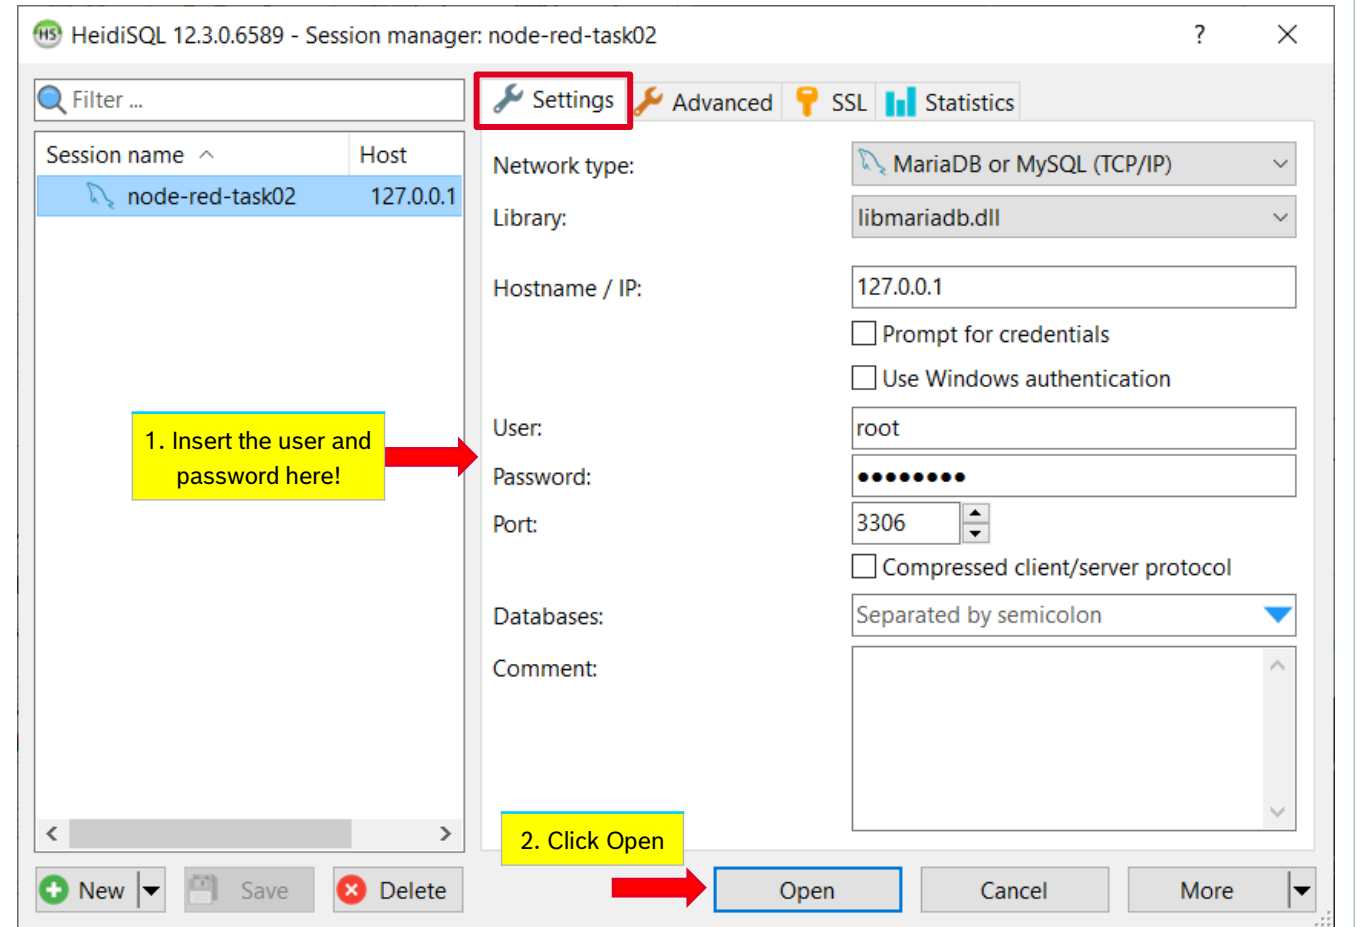 HS HeidiSQL 12.3.0.6589 - Session manager: node-red-task02 ?
Filter ...
Session name Host
node-red-task02 127.0.0.1
Settings Advanced SSL Statistics
Network type: MariaDB or MySQL (TCP/IP)
Library: libmariadb.dll
Hostname / IP: 127.0.0.1
Prompt for credentials
Use Windows authentication
1. Insert the user and
password here!
User: root
Password: ●●●●●●●●
Port: 3306
Compressed client/server protocol
Databases: Separated by semicolon
Comment:
2. Click Open
New Save Delete Open Cancel More